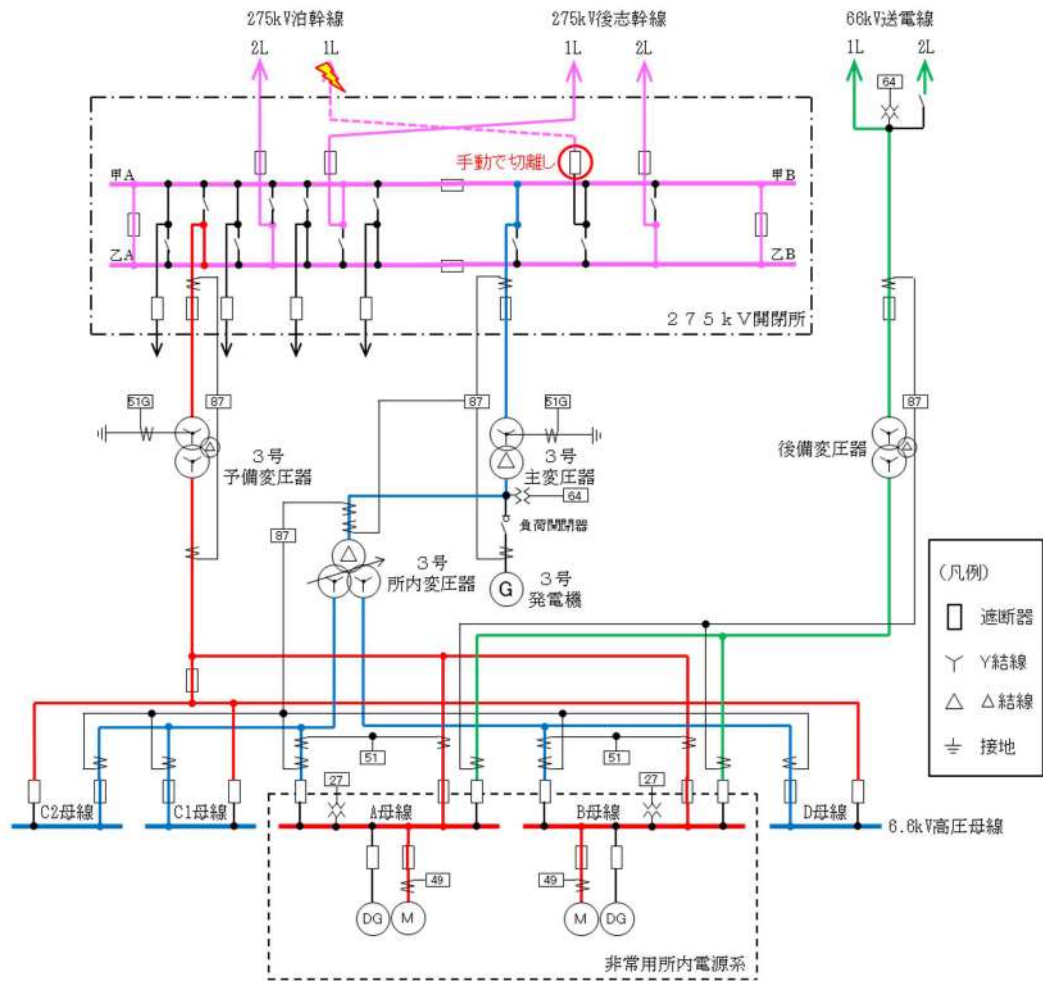 275kV泊幹線
275kV後志幹線
66kV送電線
2L
1L
1L
2L
1L
2L
64
手動で切離し
甲A
甲B
乙A
乙B
275kV開閉所
51G
87
87
51G
87
3号
予備変圧器
3号
主変圧器
後備変圧器
64
87
負荷開閉器
3号
所内変圧器
G
3号
発電機
(凡例)
遮断器
Y結線
△結線
接地
51
51
27
27
C2母線
C1母線
A母線
B母線
D母線
6.6kV高圧母線
49
49
DG
M
M
DG
非常用所内電源系